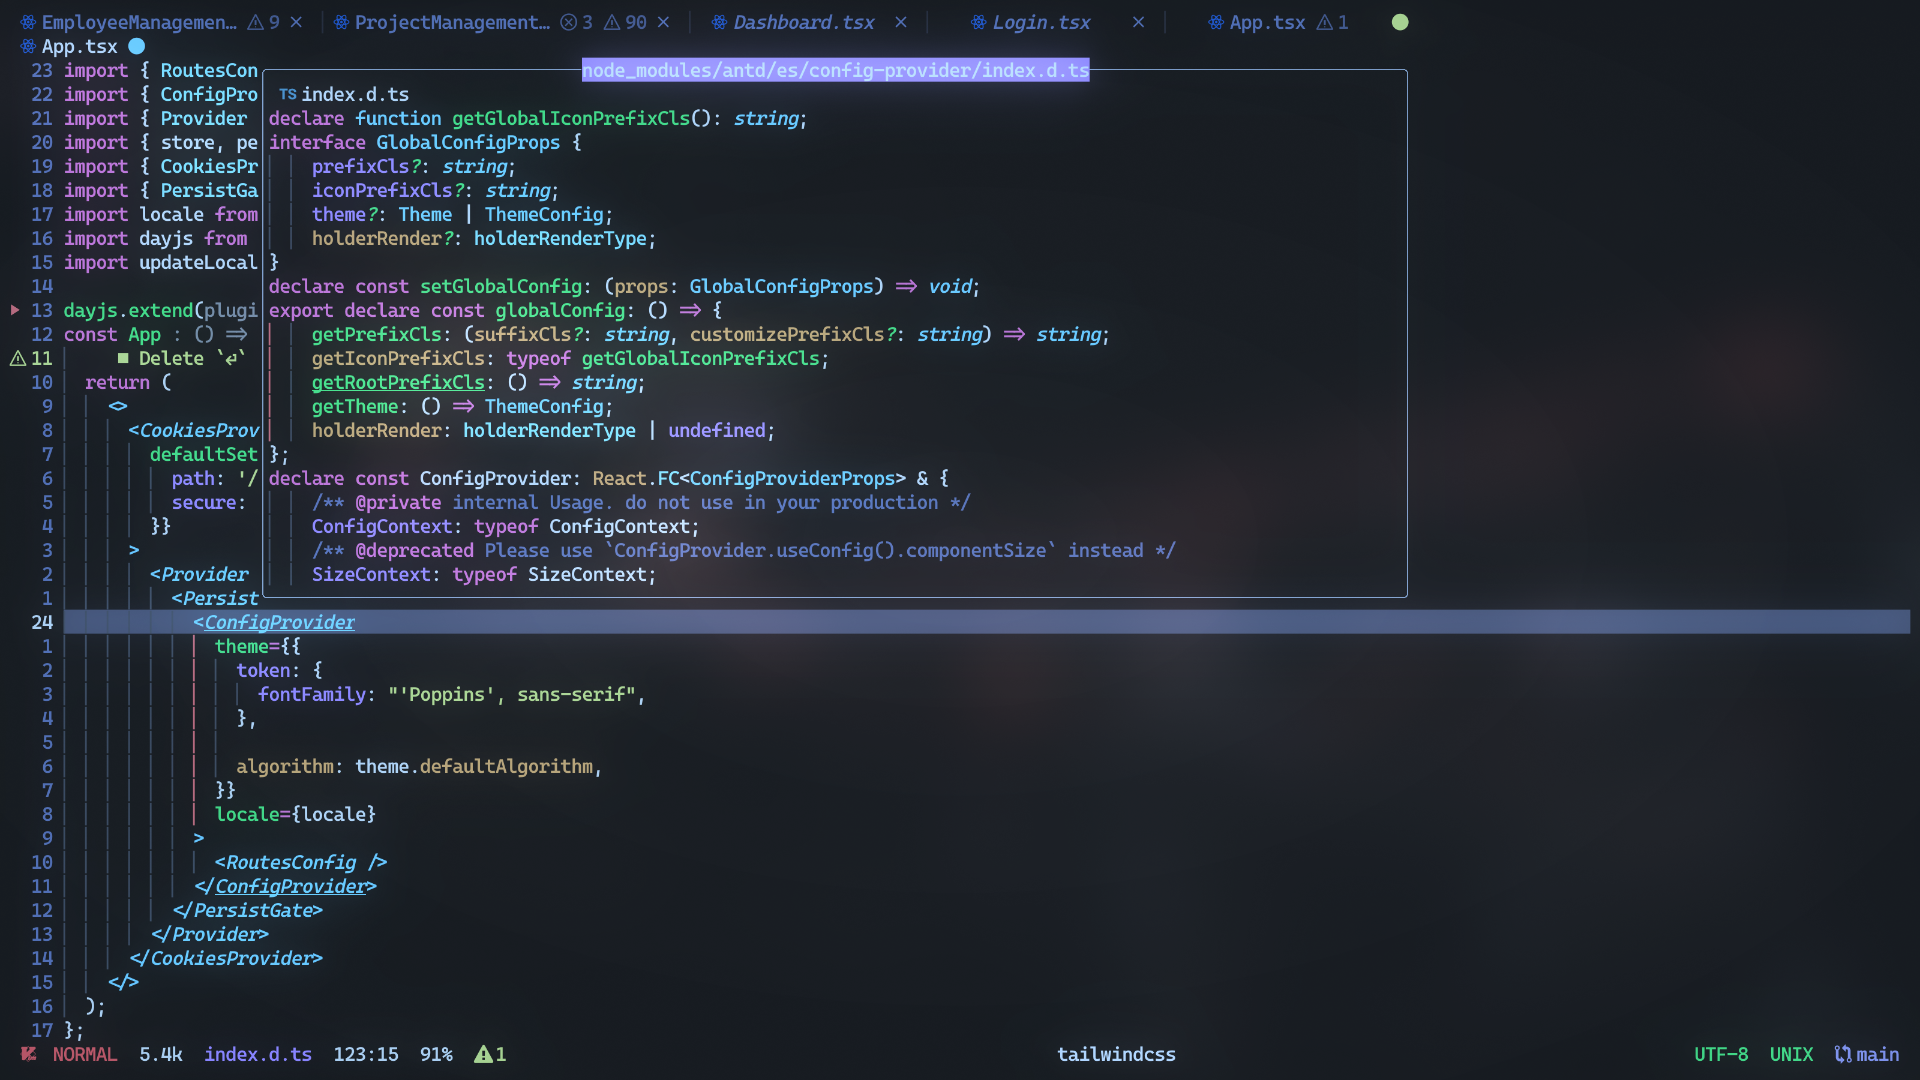 EmployeeManagemen… 9 × ProjectManagement… 3 90 × Dashboard.tsx × Login.tsx × App.tsx 1
App.tsx
node_modules/antd/es/config-provider/index.d.ts
TS index.d.ts
declare function getGlobalIconPrefixCls(): string;
interface GlobalConfigProps {
prefixCls?: string;
iconPrefixCls?: string;
theme?: Theme | ThemeConfig;
holderRender?: holderRenderType;
}
declare const setGlobalConfig: (props: GlobalConfigProps) => void;
export declare const globalConfig: () => {
getPrefixCls: (suffixCls?: string, customizePrefixCls?: string) => string;
getIconPrefixCls: typeof getGlobalIconPrefixCls;
getRootPrefixCls: () => string;
getTheme: () => ThemeConfig;
holderRender: holderRenderType | undefined;
};
declare const ConfigProvider: React.FC<ConfigProviderProps> & {
/** @private internal Usage. do not use in your production */
ConfigContext: typeof ConfigContext;
/** @deprecated Please use `ConfigProvider.useConfig().componentSize` instead */
SizeContext: typeof SizeContext;
23 import { RoutesCon
22 import { ConfigPro
21 import { Provider
20 import { store, pe
19 import { CookiesPr
18 import { PersistGa
17 import locale from
16 import dayjs from
15 import updateLocal
14
13 dayjs.extend(plugi
12 const App : () =>
11 ■ Delete `↵`
10 return (
9 <>
8 <CookiesProv
7 defaultSet
6 path: '/
5 secure:
4 }}
3 >
2 <Provider
1 <Persist
24 <ConfigProvider
1 theme={{
2 token: {
3 fontFamily: "'Poppins', sans-serif",
4 },
5
6 algorithm: theme.defaultAlgorithm,
7 }}
8 locale={locale}
9 >
10 <RoutesConfig />
11 </ConfigProvider>
12 </PersistGate>
13 </Provider>
14 </CookiesProvider>
15 </>
16 );
17 };
NORMAL 5.4k index.d.ts 123:15 91% 1 tailwindcss UTF-8 UNIX main